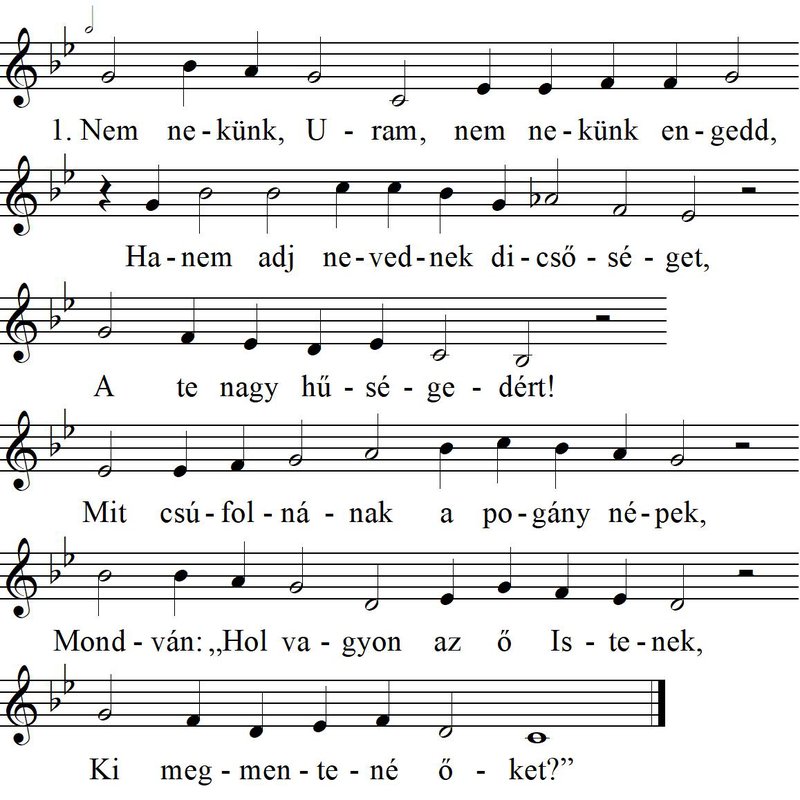 1. Nem ne - künk, U - ram, nem ne - künk en - gedd,
Ha - nem adj ne - ved - nek di - cső - sé - get,
A te nagy hű - sé - ge - dért!
Mit csú - fol - ná - nak a po - gány né - pek,
Mond - ván: „Hol va - gyon az ő Is - te - nek,
Ki meg - men - te - né ő - ket?”